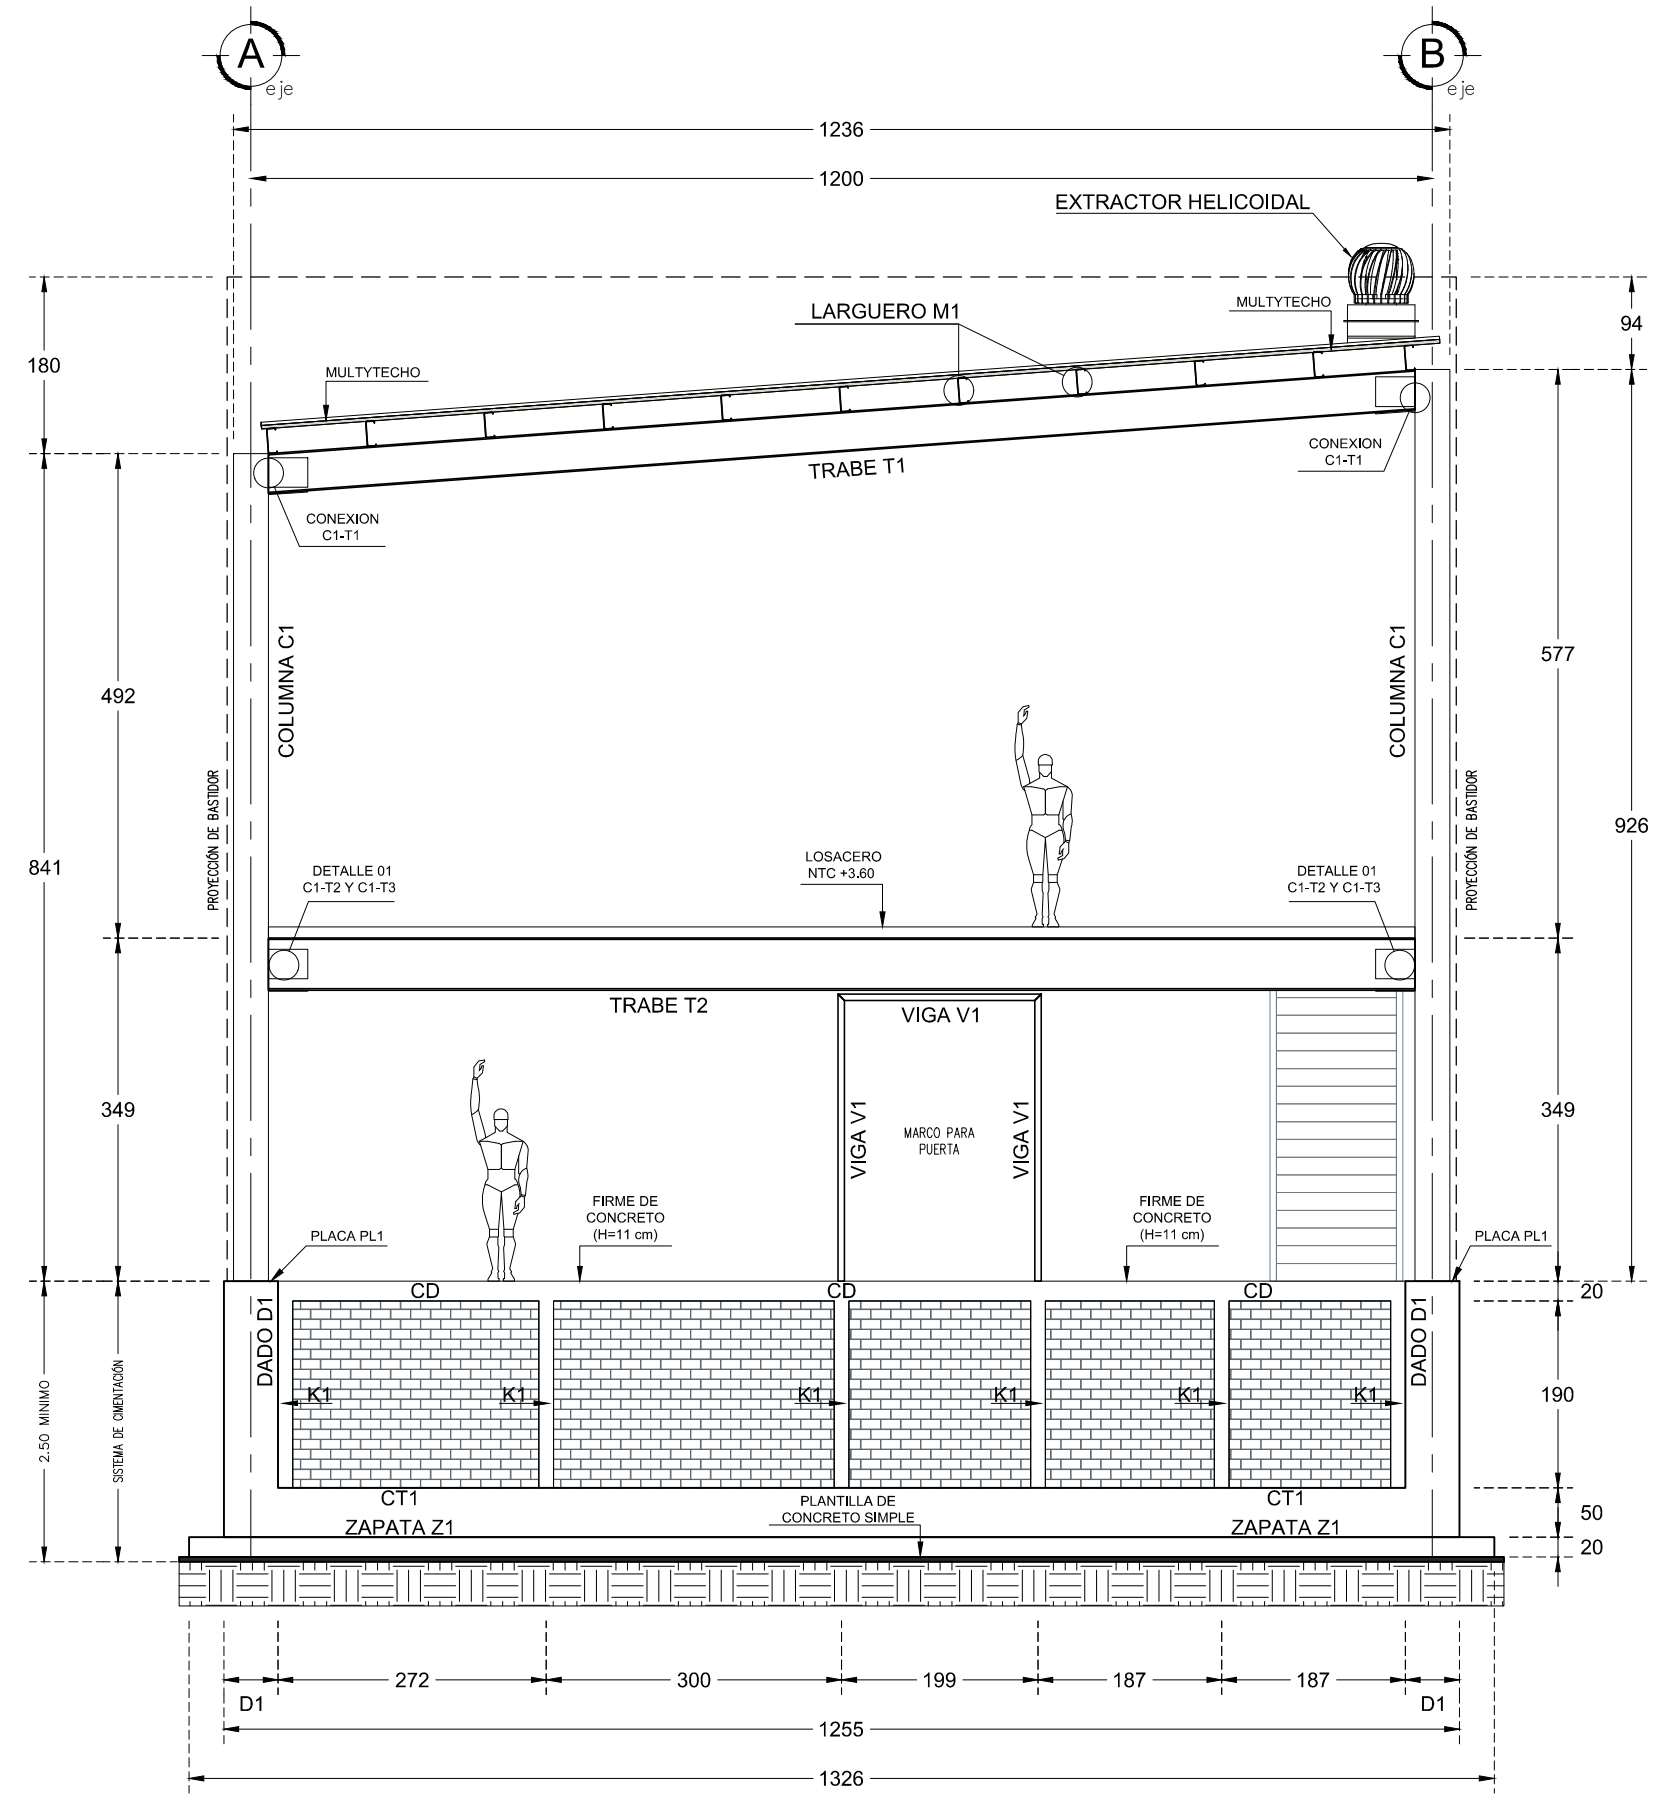 A
eje
B
eje
1236
1200
EXTRACTOR HELICOIDAL
MULTYTECHO
LARGUERO M1
94
180
MULTYTECHO
CONEXION
C1-T1
TRABE T1
CONEXION
C1-T1
COLUMNA C1
COLUMNA C1
492
577
PROYECCIÓN DE BASTIDOR
PROYECCIÓN DE BASTIDOR
841
926
DETALLE 01
C1-T2 Y C1-T3
LOSACERO
NTC +3.60
DETALLE 01
C1-T2 Y C1-T3
TRABE T2
VIGA V1
349
349
VIGA V1
MARCO PARA
PUERTA
VIGA V1
FIRME DE
CONCRETO
(H=11 cm)
FIRME DE
CONCRETO
(H=11 cm)
PLACA PL1
PLACA PL1
CD
CD
CD
20
DADO D1
DADO D1
2.50 MINIMO
SISTEMA DE CIMENTACIÓN
K1
K1
K1
K1
K1
K1
190
CT1
PLANTILLA DE
CONCRETO SIMPLE
CT1
50
ZAPATA Z1
ZAPATA Z1
20
272
300
199
187
187
D1
D1
1255
1326